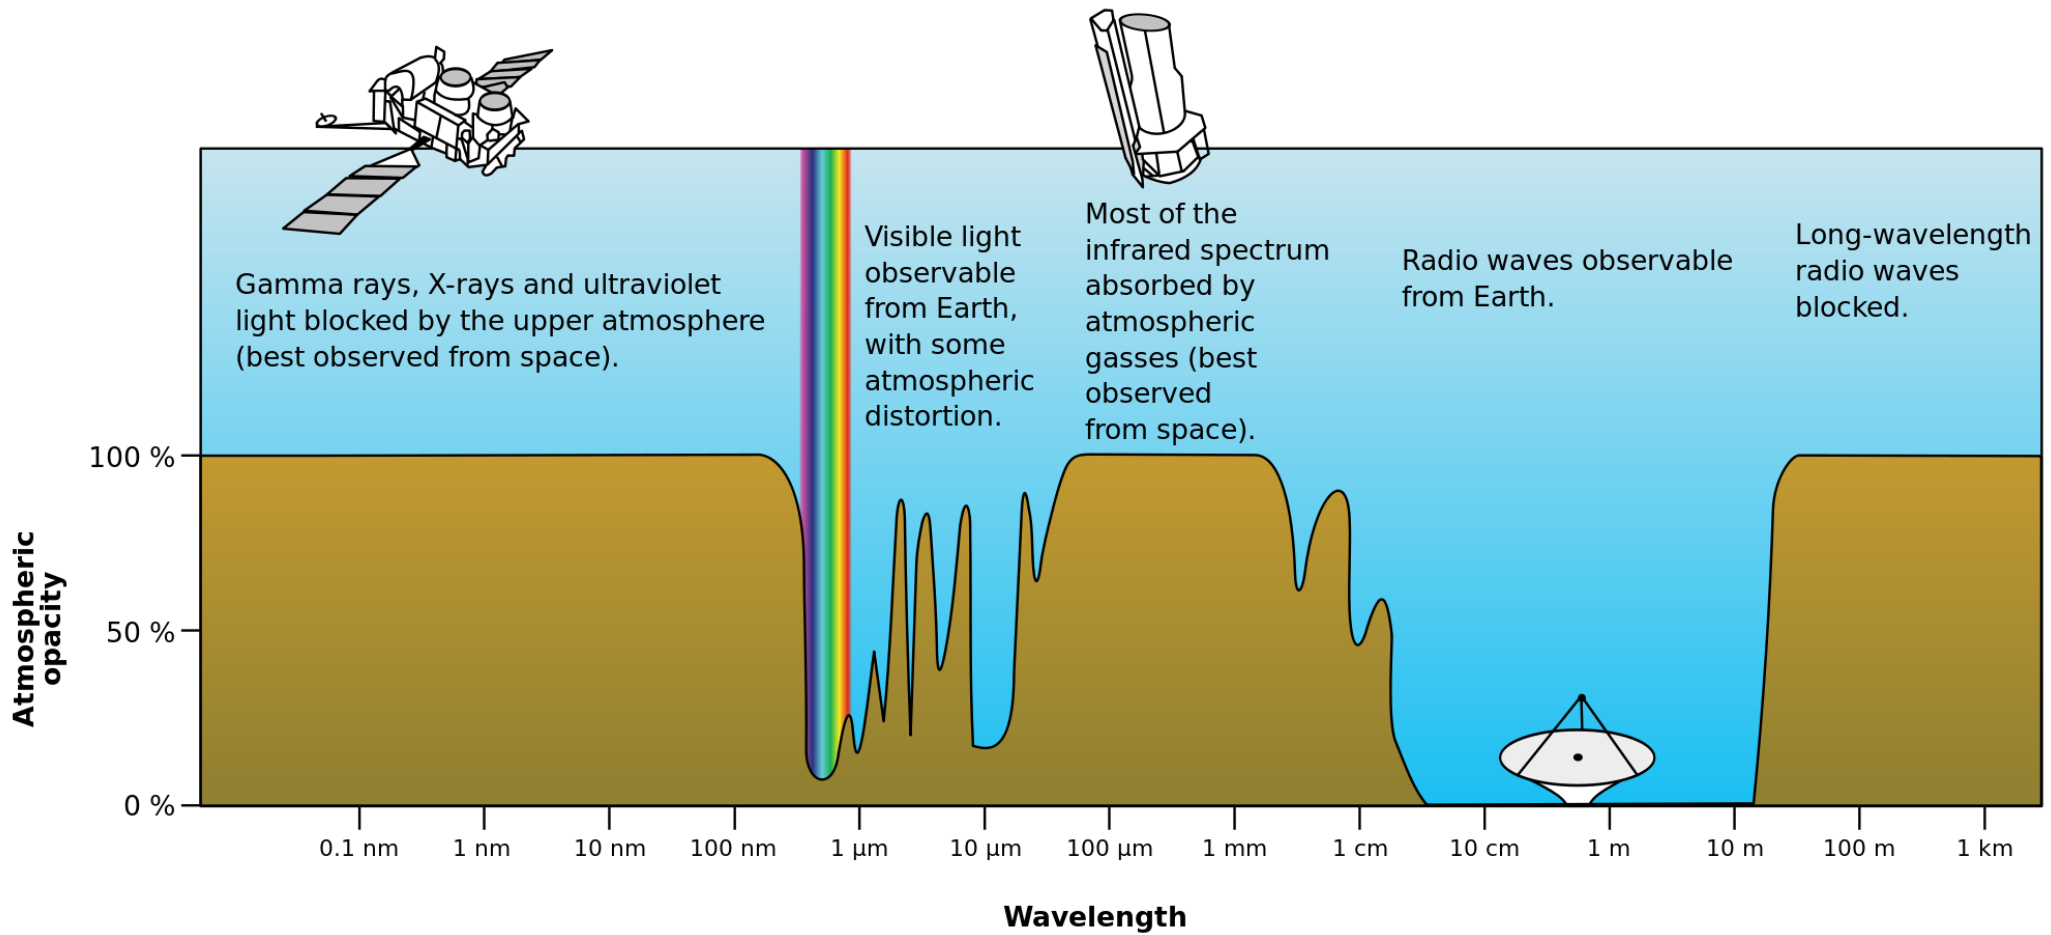 Gamma rays, X-rays and ultraviolet
light blocked by the upper atmosphere
(best observed from space).
Visible light
observable
from Earth,
with some
atmospheric
distortion.
Most of the
infrared spectrum
absorbed by
atmospheric
gasses (best
observed
from space).
Radio waves observable
from Earth.
Long-wavelength
radio waves
blocked.
Atmospheric
opacity
100 %
50 %
0 %
0.1 nm 1 nm 10 nm 100 nm 1 μm 10 μm 100 μm 1 mm 1 cm 10 cm 1 m 10 m 100 m 1 km
Wavelength